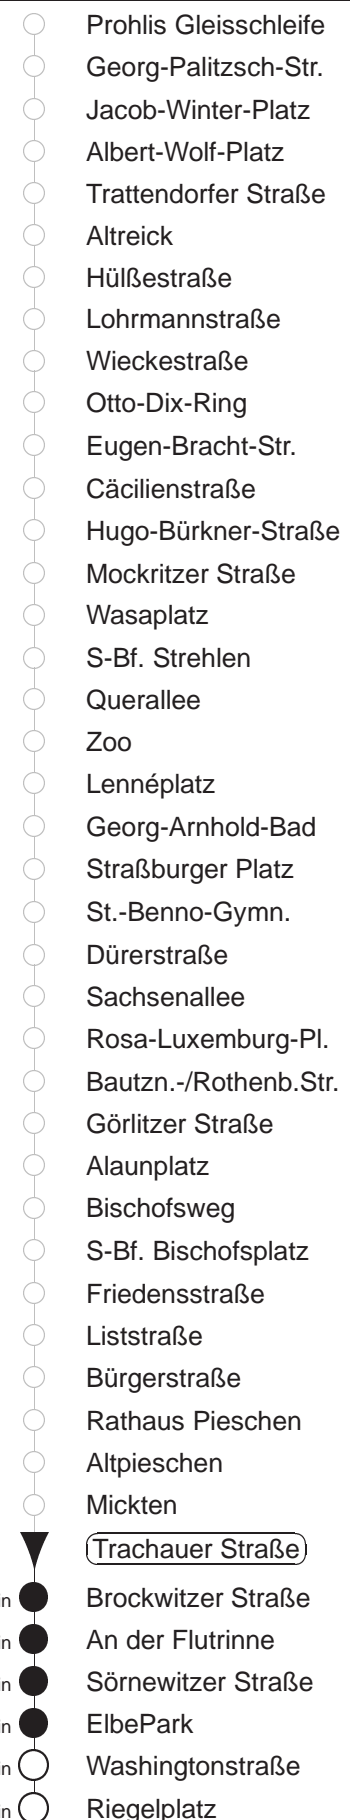 Prohlis Gleisschleife
Georg-Palitzsch-Str.
Jacob-Winter-Platz
Albert-Wolf-Platz
Trattendorfer Straße
Altreick
Hülßestraße
Lohrmannstraße
Wieckestraße
Otto-Dix-Ring
Eugen-Bracht-Str.
Cäcilienstraße
Hugo-Bürkner-Straße
Mockritzer Straße
Wasaplatz
S-Bf. Strehlen
Querallee
Zoo
Lennéplatz
Georg-Arnhold-Bad
Straßburger Platz
St.-Benno-Gymn.
Dürerstraße
Sachsenallee
Rosa-Luxemburg-Pl.
Bautzn.-/Rothenb.Str.
Görlitzer Straße
Alaunplatz
Bischofsweg
S-Bf. Bischofsplatz
Friedensstraße
Liststraße
Bürgerstraße
Rathaus Pieschen
Altpieschen
Mickten
Trachauer Straße
Brockwitzer Straße
An der Flutrinne
Sörnewitzer Straße
ElbePark
Washingtonstraße
Riegelplatz